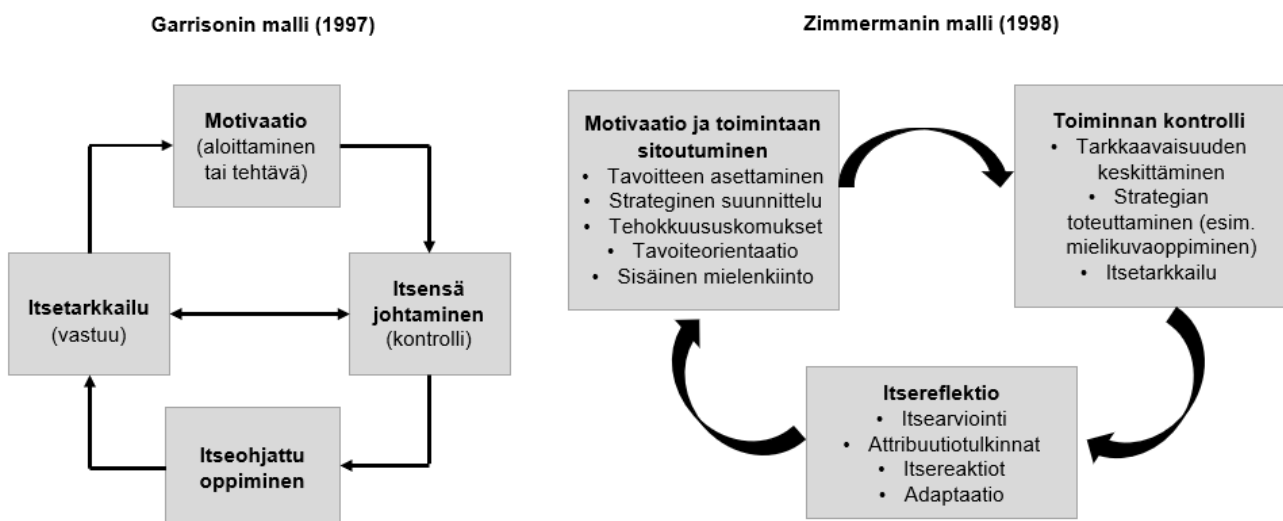 Garrisonin malli (1997)
Motivaatio
(aloittaminen
tai tehtävä)
Itsetarkkailu
(vastuu)
Itsensä
johtaminen
(kontrolli)
Itseohjattu
oppiminen
Zimmermanin malli (1998)
Motivaatio ja toimintaan
sitoutuminen
• Tavoitteen asettaminen
• Strateginen suunnittelu
• Tehokkuususkomukset
• Tavoiteorientaatio
• Sisäinen mielenkiinto
Toiminnan kontrolli
• Tarkkaavaisuuden
keskittäminen
• Strategian
toteuttaminen (esim.
mielikuvaoppiminen)
• Itsetarkkailu
Itsereflektio
• Itsearviointi
• Attribuutiotulkinnat
• Itsereaktiot
• Adaptaatio